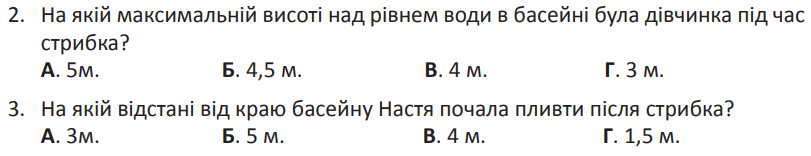 2. На якій максимальній висоті над рівнем води в басейні була дівчинка під час
стрибка?
А. 5м. Б. 4,5 м. В. 4 м. Г. 3 м.
3. На якій відстані від краю басейну Настя почала пливти після стрибка?
А. 3м. Б. 5 м. В. 4 м. Г. 1,5 м.